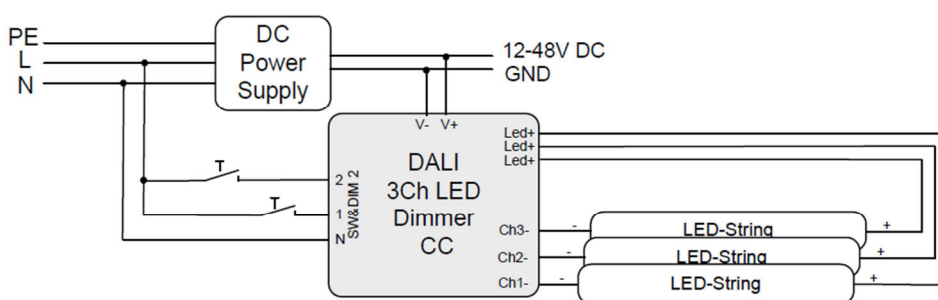 PE
L
N
DC
Power
Supply
12-48V DC
GND
V- V+
DALI
3Ch LED
Dimmer
CC
Led+
Led+
Led+
T
2
T
1
N
SW&DIM 2
Ch3-
Ch2-
Ch1-
- LED-String +
- LED-String +
- LED-String +